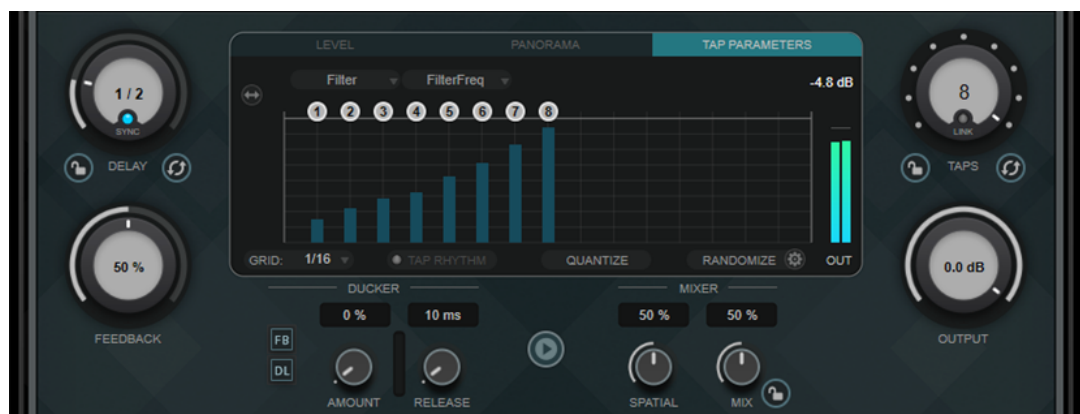 LEVEL PANORAMA TAP PARAMETERS
Filter FilterFreq -4.8 dB
1 / 2 8
1 2 3 4 5 6 7 8
SYNC LINK
DELAY TAPS
GRID: 1/16 TAP RHYTHM QUANTIZE RANDOMIZE OUT
50 % 0.0 dB
DUCKER MIXER
0 % 10 ms 50 % 50 %
FEEDBACK FB OUTPUT
DL
AMOUNT RELEASE SPATIAL MIX